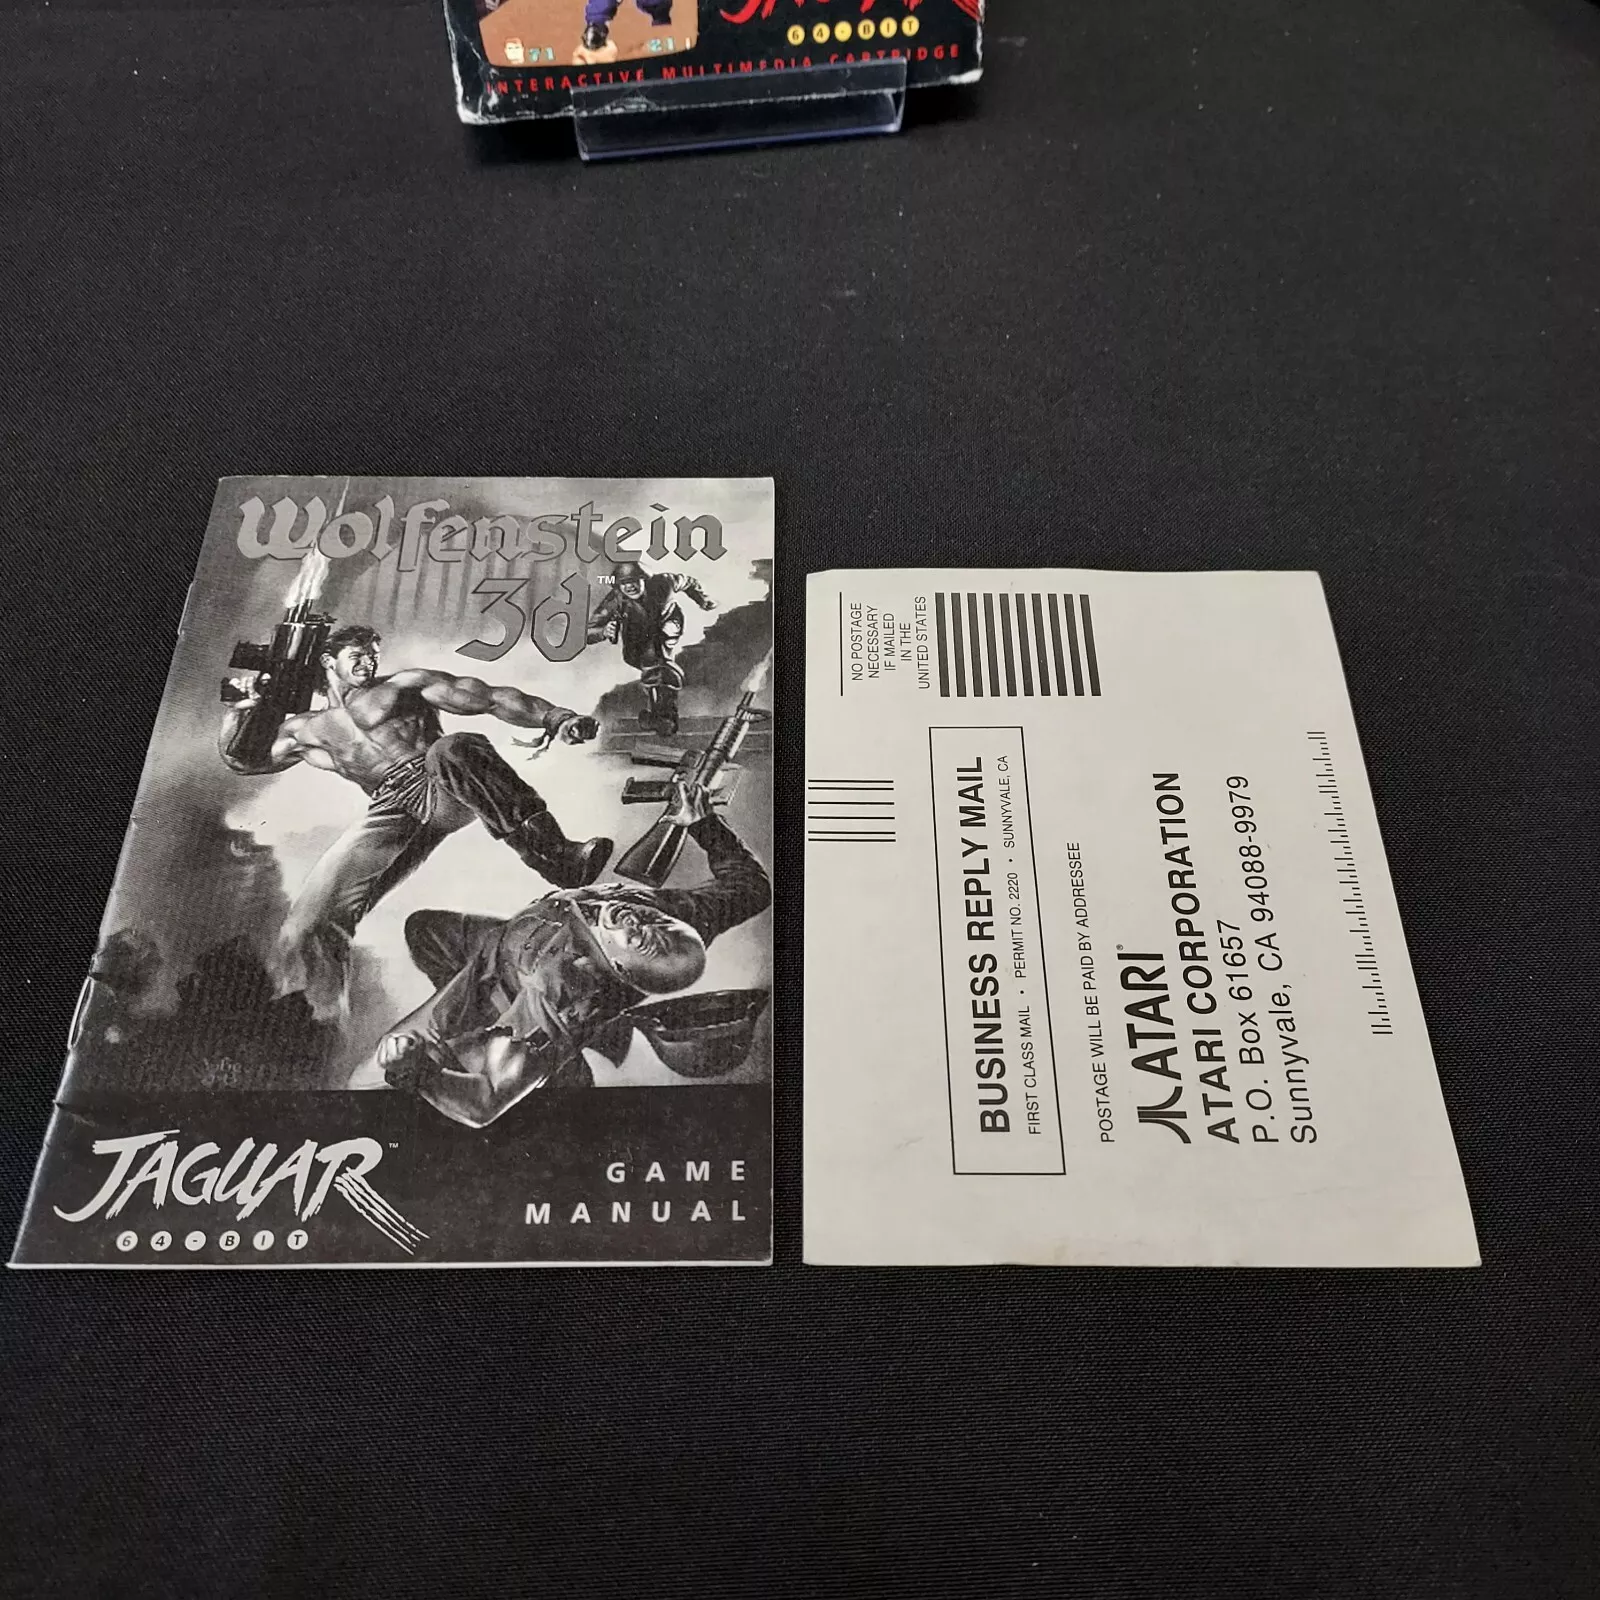 71
211
64-BIT
INTERACTIVE MULTIMEDIA CARTRIDGE
Wolfenstein
3d™
JAGUAR™
64-BIT
GAME
MANUAL
NO POSTAGE
NECESSARY
IF MAILED
IN THE
UNITED STATES
BUSINESS REPLY MAIL
FIRST CLASS MAIL • PERMIT NO. 2220 • SUNNYVALE, CA
POSTAGE WILL BE PAID BY ADDRESSEE
ATARI®
ATARI CORPORATION
P.O. Box 61657
Sunnyvale, CA 94088-9979